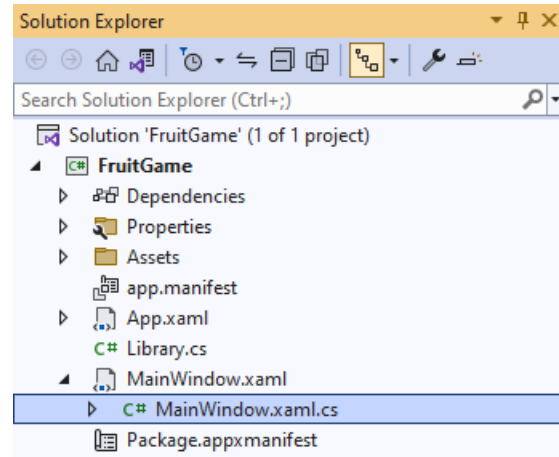 Solution Explorer
Search Solution Explorer (Ctrl+;)
Solution 'FruitGame' (1 of 1 project)
C# FruitGame
Dependencies
Properties
Assets
app.manifest
App.xaml
C# Library.cs
MainWindow.xaml
C# MainWindow.xaml.cs
Package.appxmanifest